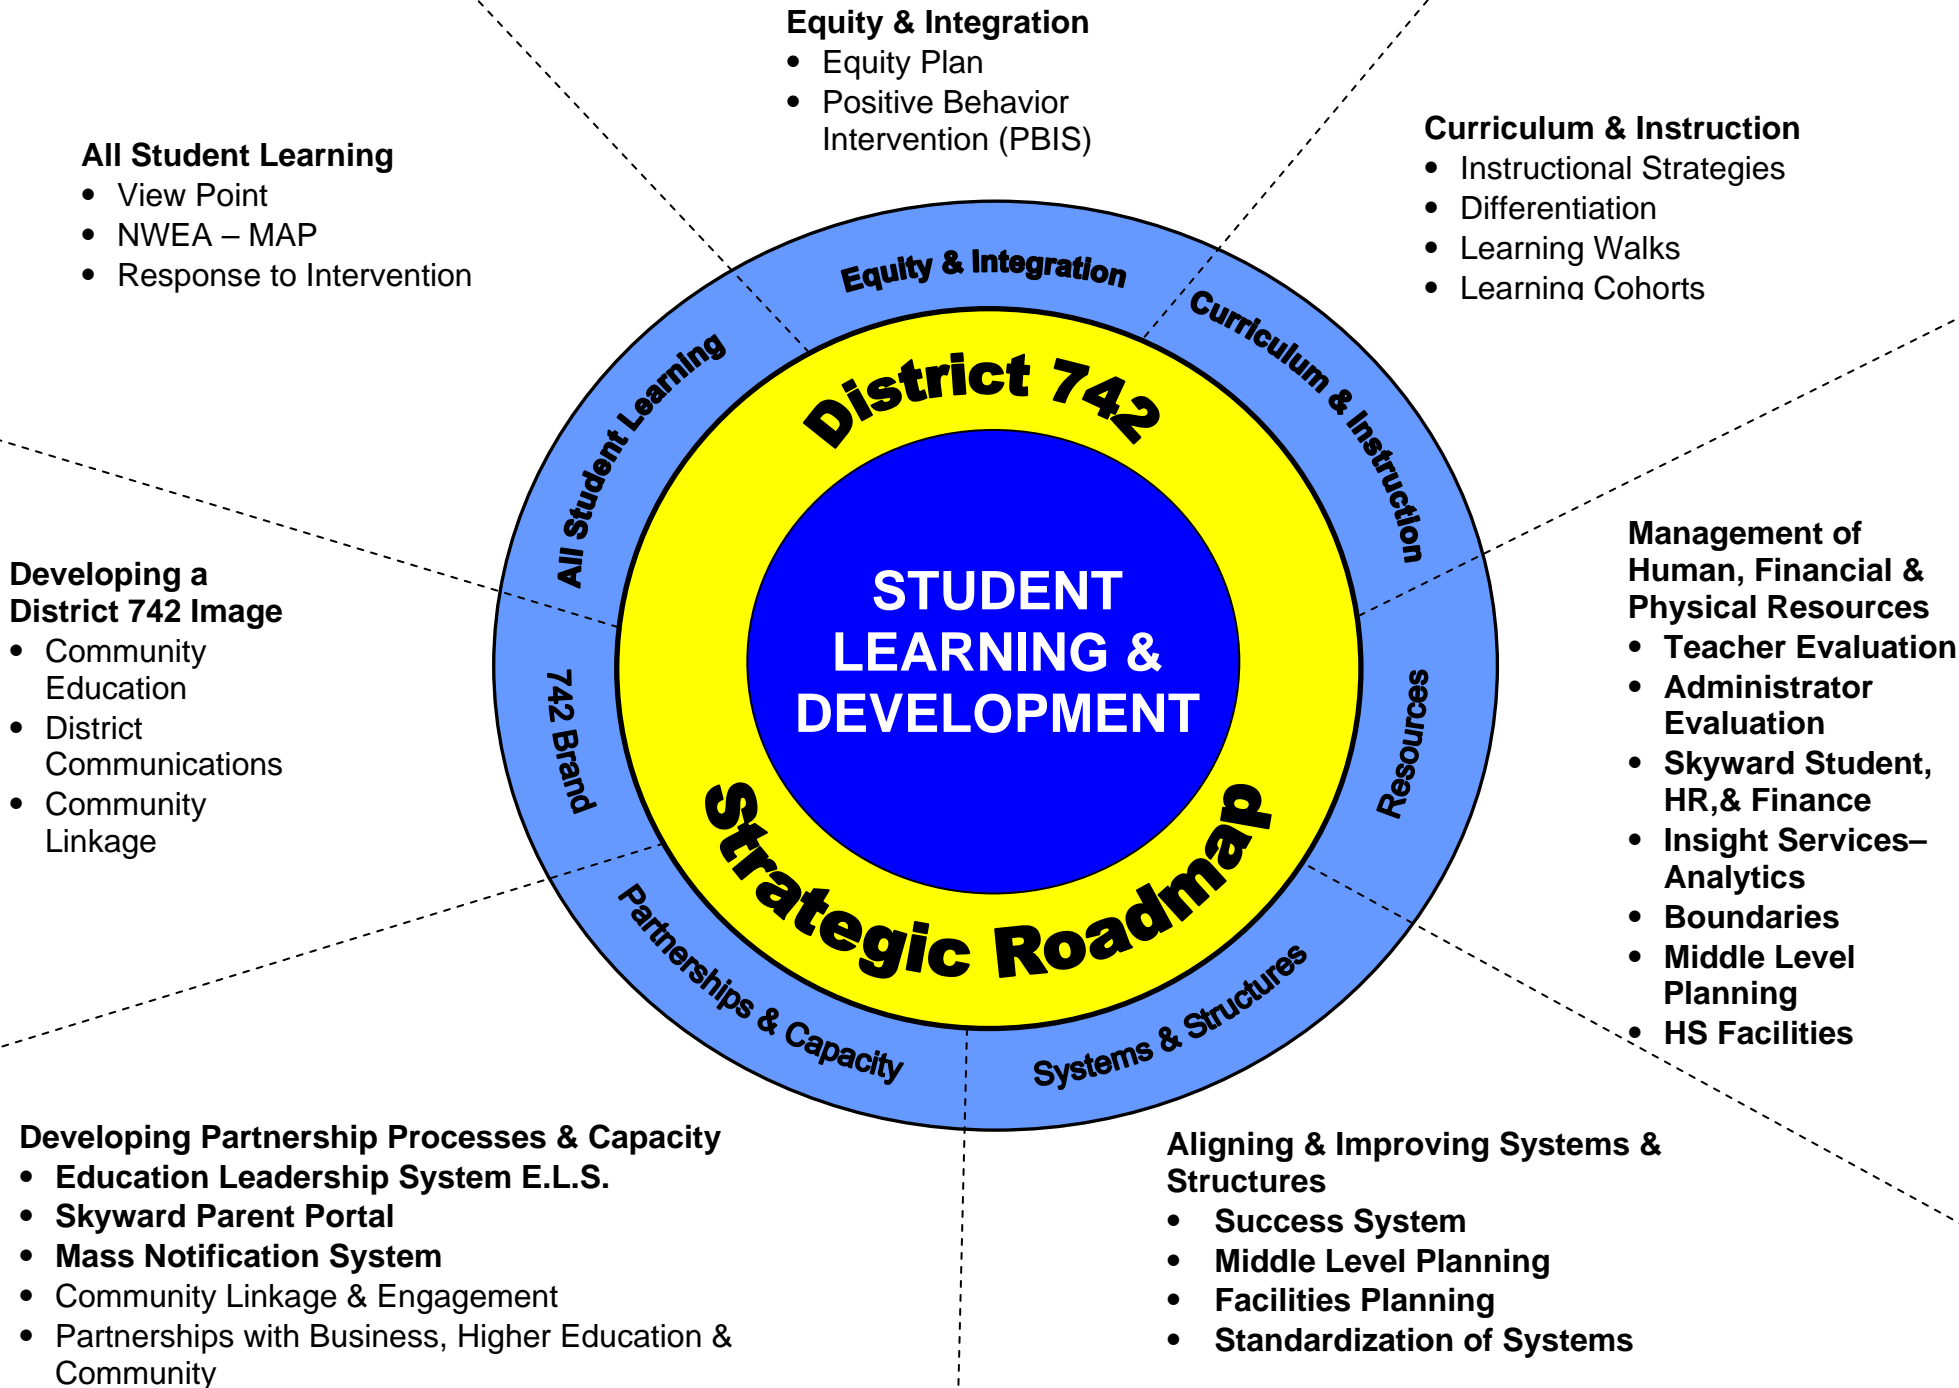 Equity & Integration
• Equity Plan
• Positive Behavior
Intervention (PBIS)
All Student Learning
• View Point
• NWEA – MAP
• Response to Intervention
Curriculum & Instruction
• Instructional Strategies
• Differentiation
• Learning Walks
• Learning Cohorts
Developing a
District 742 Image
• Community
Education
• District
Communications
• Community
Linkage
Equity & Integration
Curriculum & Instruction
All Student Learning
742 Brand
Resources
Partnerships & Capacity
Systems & Structures
District 742
STUDENT
LEARNING &
DEVELOPMENT
Strategic Roadmap
Management of
Human, Financial &
Physical Resources
• Teacher Evaluation
• Administrator
Evaluation
• Skyward Student,
HR,& Finance
• Insight Services–
Analytics
• Boundaries
• Middle Level
Planning
• HS Facilities
Developing Partnership Processes & Capacity
• Education Leadership System E.L.S.
• Skyward Parent Portal
• Mass Notification System
• Community Linkage & Engagement
• Partnerships with Business, Higher Education &
Community
Aligning & Improving Systems &
Structures
• Success System
• Middle Level Planning
• Facilities Planning
• Standardization of Systems